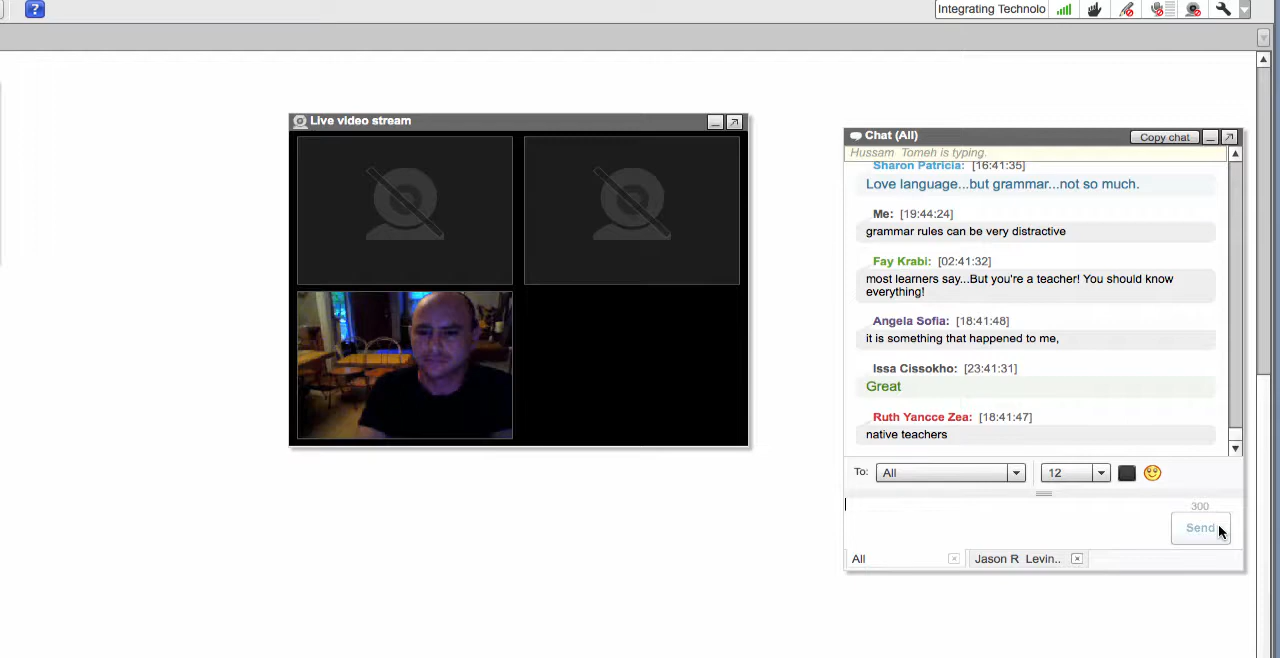 ?
Integrating Technolo
Live video stream
Chat (All)
Copy chat
Hussam Tomeh is typing.
Sharon Patricia: [16:41:35]
Love language...but grammar...not so much.
Me: [19:44:24]
grammar rules can be very distractive
Fay Krabi: [02:41:32]
most learners say...But you're a teacher! You should know
everything!
Angela Sofia: [18:41:48]
it is something that happened to me,
Issa Cissokho: [23:41:31]
Great
Ruth Yancce Zea: [18:41:47]
native teachers
To: All 12
300
Send
All
Jason R Levin..